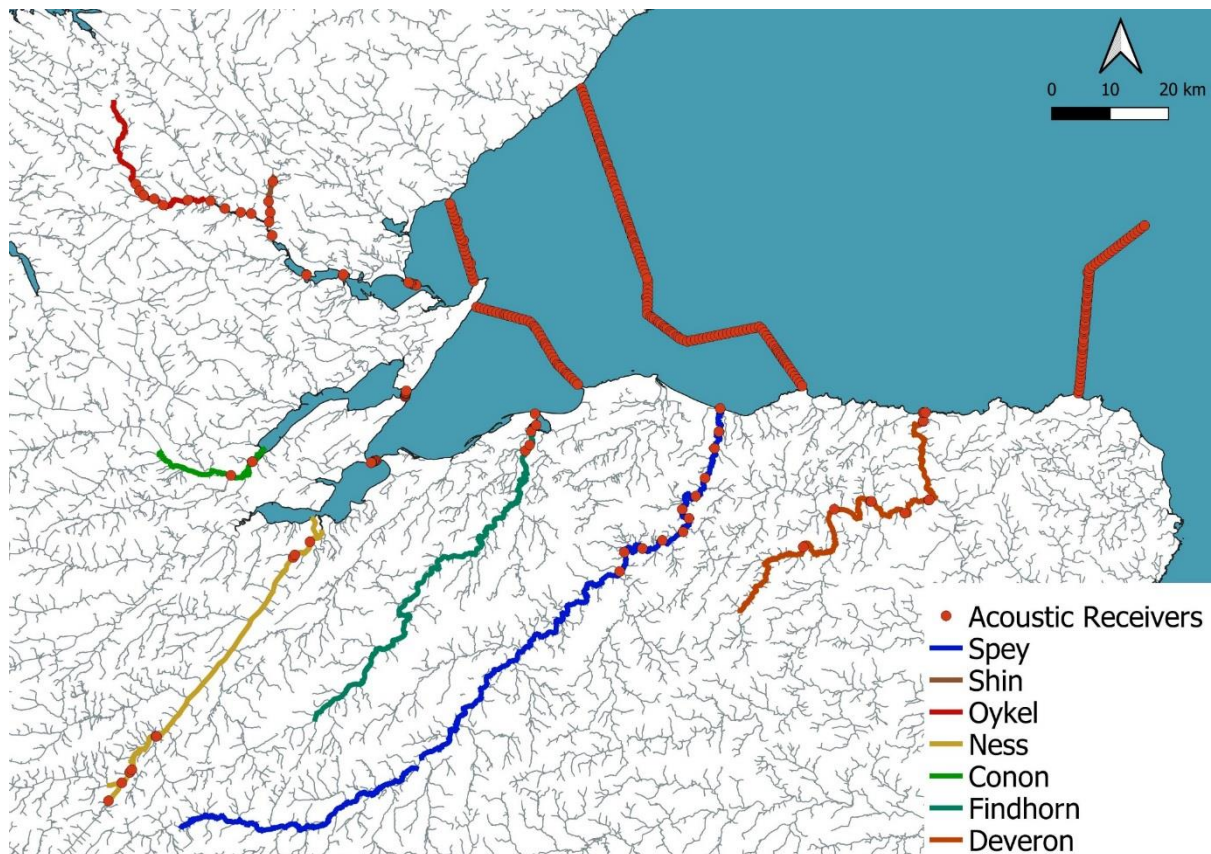 0 10 20 km
Acoustic Receivers
Spey
Shin
Oykel
Ness
Conon
Findhorn
Deveron